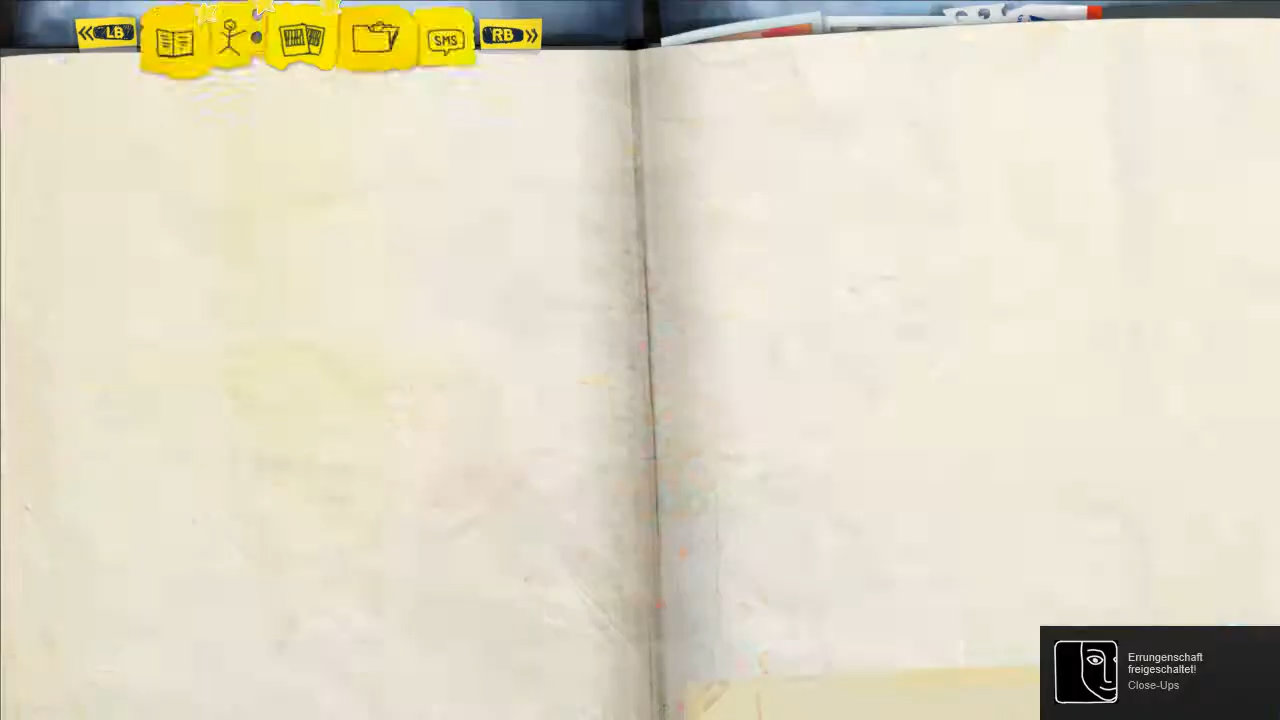 LB
SMS
RB
Errungenschaft
freigeschaltet!
Close-Ups